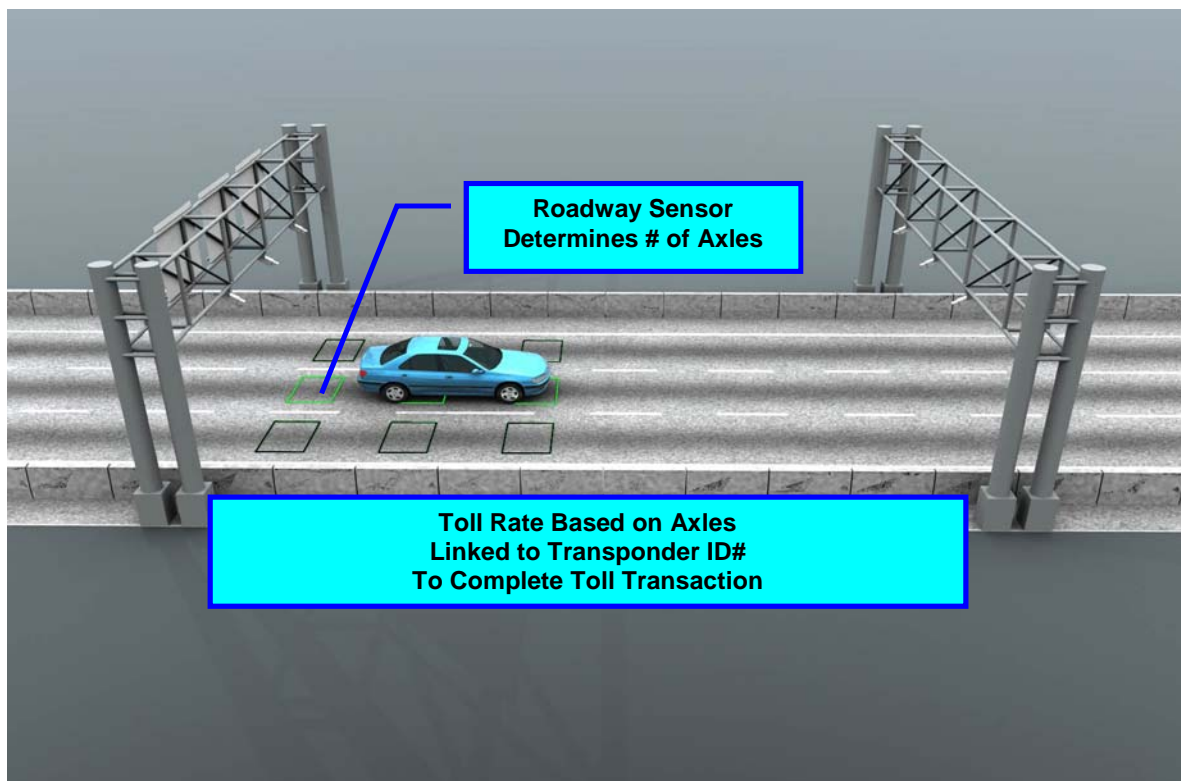 Roadway Sensor
Determines # of Axles
Toll Rate Based on Axles
Linked to Transponder ID#
To Complete Toll Transaction